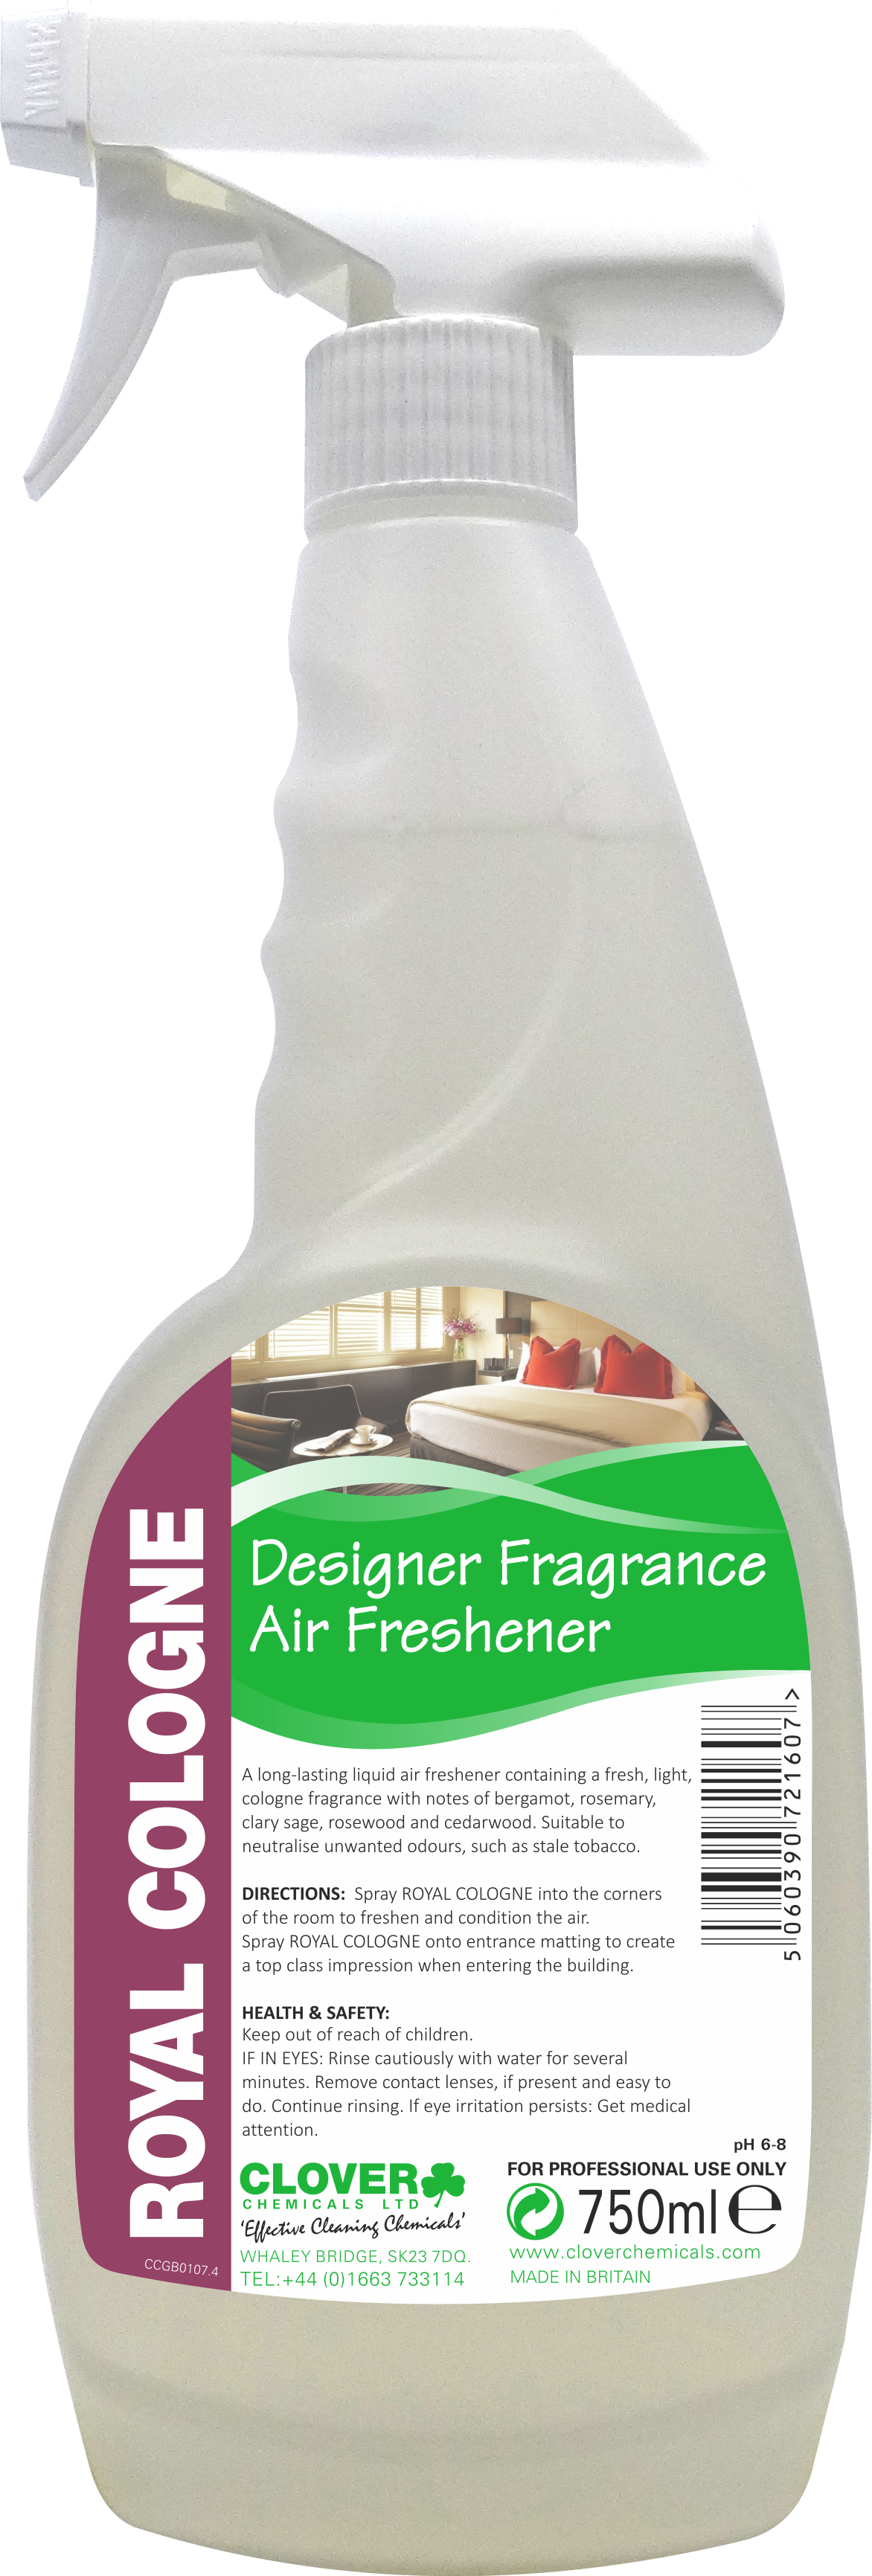 ROYAL COLOGNE
CCGB0107.4
Designer Fragrance
Air Freshener
A long-lasting liquid air freshener containing a fresh, light,
cologne fragrance with notes of bergamot, rosemary,
clary sage, rosewood and cedarwood. Suitable to
neutralise unwanted odours, such as stale tobacco.
DIRECTIONS: Spray ROYAL COLOGNE into the corners
of the room to freshen and condition the air.
Spray ROYAL COLOGNE onto entrance matting to create
a top class impression when entering the building.
HEALTH & SAFETY:
Keep out of reach of children.
IF IN EYES: Rinse cautiously with water for several
minutes. Remove contact lenses, if present and easy to
do. Continue rinsing. If eye irritation persists: Get medical
attention.
5 060390 721607 >
CLOVER
CHEMICALS LTD
'Effective Cleaning Chemicals'
WHALEY BRIDGE, SK23 7DQ.
TEL:+44 (0)1663 733114
pH 6-8
FOR PROFESSIONAL USE ONLY
750ml e
www.cloverchemicals.com
MADE IN BRITAIN